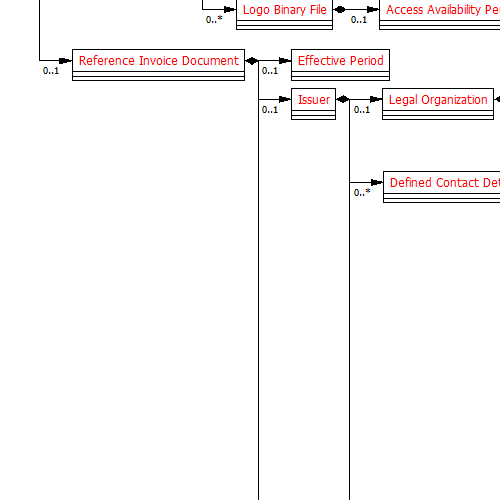 Logo Binary File
Access Availability Pe
0..*
0..1
Reference Invoice Document
Effective Period
0..1
0..1
Issuer
Legal Organization
0..1
0..1
Defined Contact Det
0..*